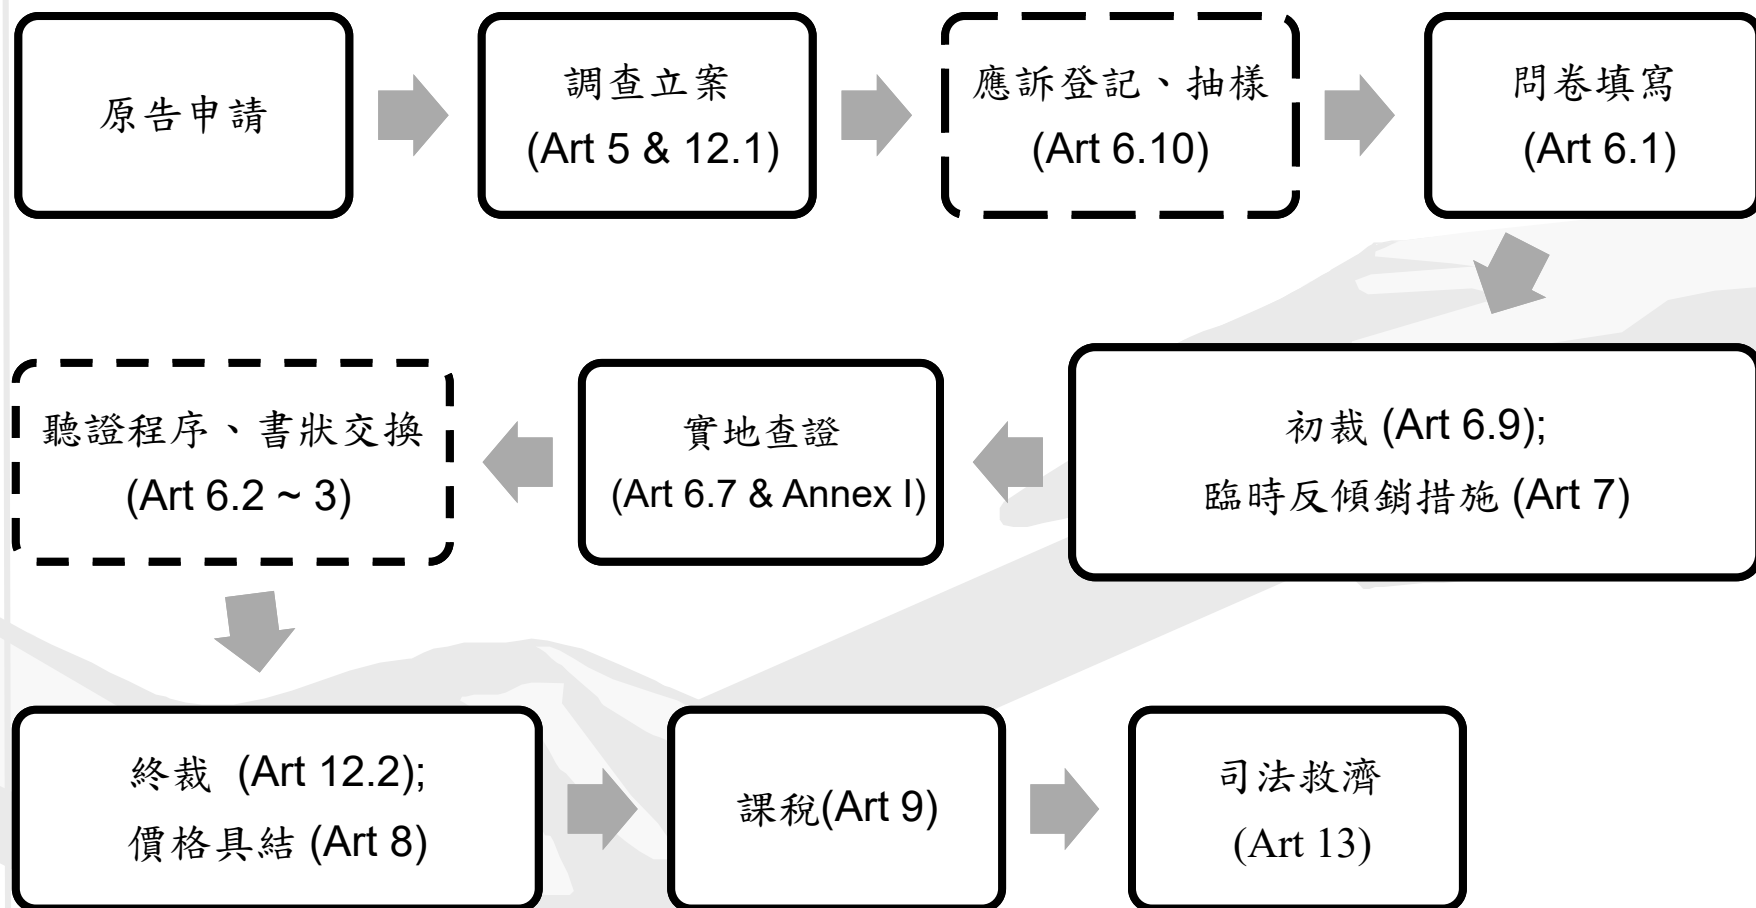 原告申請
調查立案
(Art 5 & 12.1)
應訴登記、抽樣
(Art 6.10)
問卷填寫
(Art 6.1)
初裁 (Art 6.9);
臨時反傾銷措施 (Art 7)
實地查證
(Art 6.7 & Annex I)
聽證程序、書狀交換
(Art 6.2 ~ 3)
終裁 (Art 12.2);
價格具結 (Art 8)
課稅(Art 9)
司法救濟
(Art 13)